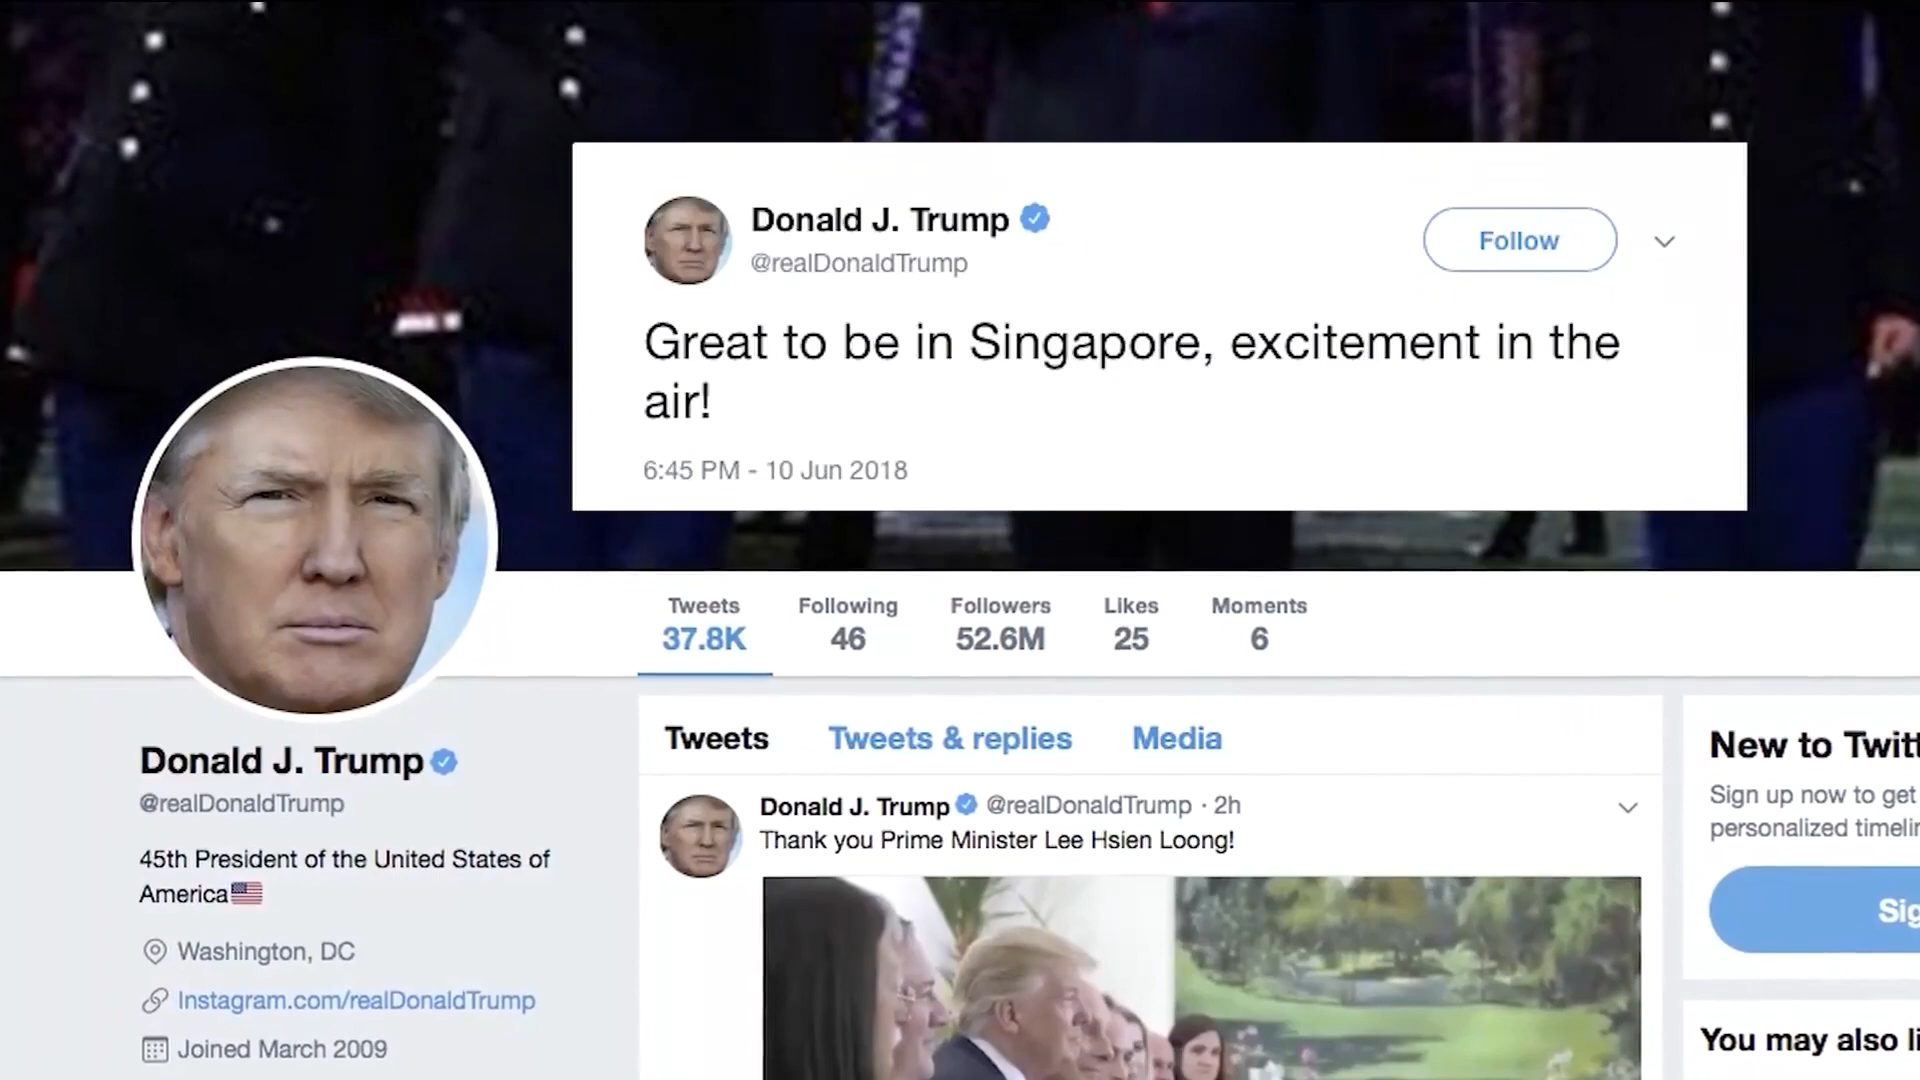 Donald J. Trump
@realDonaldTrump
Follow
Great to be in Singapore, excitement in the
air!
6:45 PM - 10 Jun 2018
Tweets Following Followers Likes Moments
37.8K 46 52.6M 25 6
Donald J. Trump
@realDonaldTrump
45th President of the United States of
America
Washington, DC
Instagram.com/realDonaldTrump
Joined March 2009
Tweets Tweets & replies Media
Donald J. Trump @realDonaldTrump · 2h
Thank you Prime Minister Lee Hsien Loong!
New to Twitt
Sign up now to get
personalized timelin
Sig
You may also li